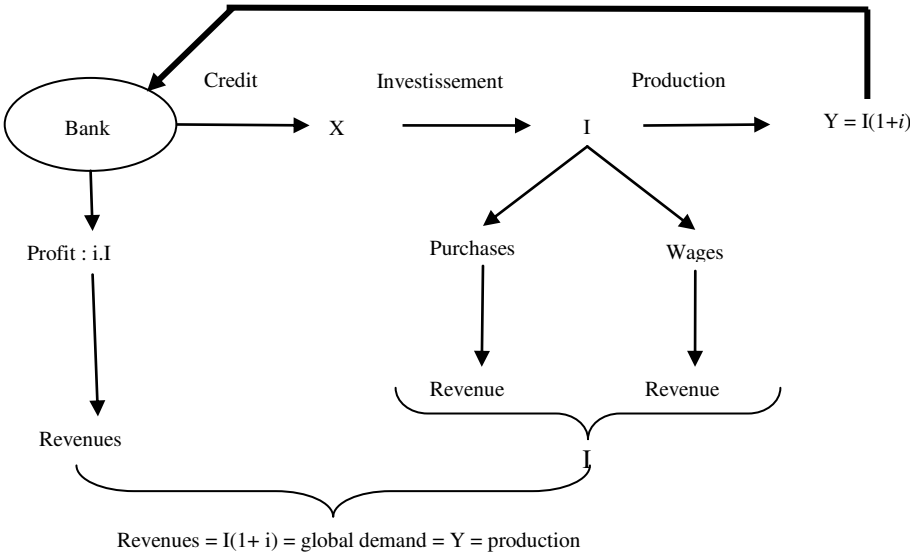 Credit
Investissement
Production
Bank
X
I
Y = I(1+i)
Profit : i.I
Purchases
Wages
Revenue
Revenue
Revenues
I
Revenues = I(1+ i) = global demand = Y = production